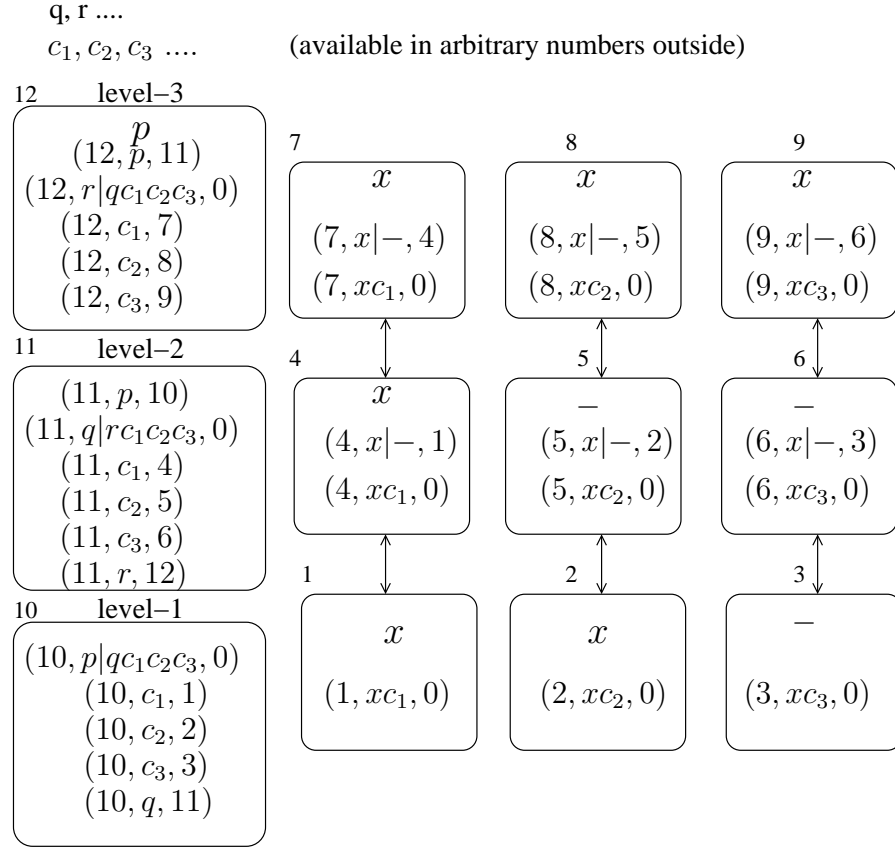 q, r ....
c₁, c₂, c₃ .... (available in arbitrary numbers outside)
12 level−3
p
(12, p, 11)
(12, r|qc₁c₂c₃, 0)
(12, c₁, 7)
(12, c₂, 8)
(12, c₃, 9)
11 level−2
(11, p, 10)
(11, q|rc₁c₂c₃, 0)
(11, c₁, 4)
(11, c₂, 5)
(11, c₃, 6)
(11, r, 12)
10 level−1
(10, p|qc₁c₂c₃, 0)
(10, c₁, 1)
(10, c₂, 2)
(10, c₃, 3)
(10, q, 11)
7
x
(7, x|−, 4)
(7, xc₁, 0)
8
x
(8, x|−, 5)
(8, xc₂, 0)
9
x
(9, x|−, 6)
(9, xc₃, 0)
4
x
(4, x|−, 1)
(4, xc₁, 0)
5
−
(5, x|−, 2)
(5, xc₂, 0)
6
−
(6, x|−, 3)
(6, xc₃, 0)
1
x
(1, xc₁, 0)
2
x
(2, xc₂, 0)
3
−
(3, xc₃, 0)